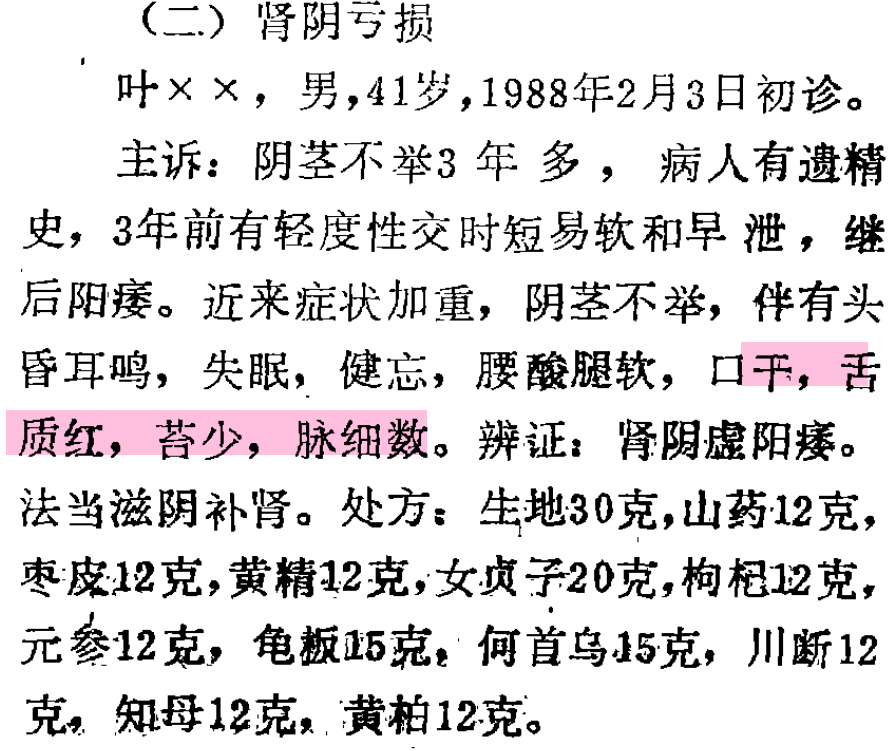 （二）肾阴亏损
叶××，男，41岁，1988年2月3日初诊。
主诉：阴茎不举3年多，病人有遗精
史，3年前有轻度性交时短易软和早泄，继
后阳痿。近来症状加重，阴茎不举，伴有头
昏耳鸣，失眠，健忘，腰酸腿软，口干，舌
质红，苔少，脉细数。辨证：肾阴虚阳痿。
法当滋阴补肾。处方：生地30克，山药12克，
枣皮12克，黄精12克，女贞子20克，枸杞12克，
元参12克，龟板15克，何首乌15克，川断12
克，知母12克，黄柏12克。